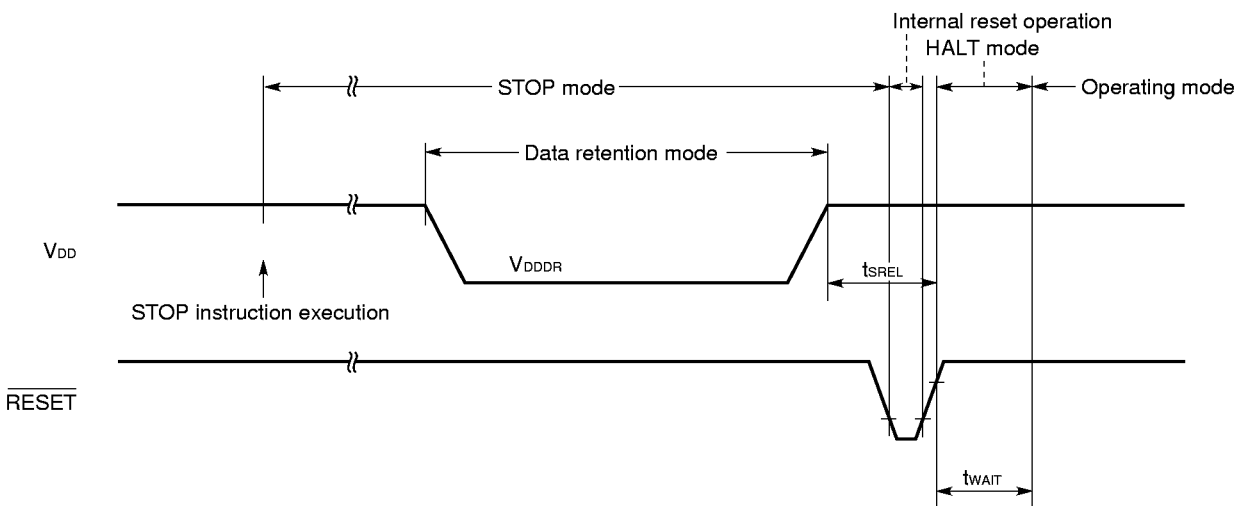 Internal reset operation
HALT mode
STOP mode
Operating mode
Data retention mode
VDD
VDDDR
tSREL
STOP instruction execution
RESET
tWAIT